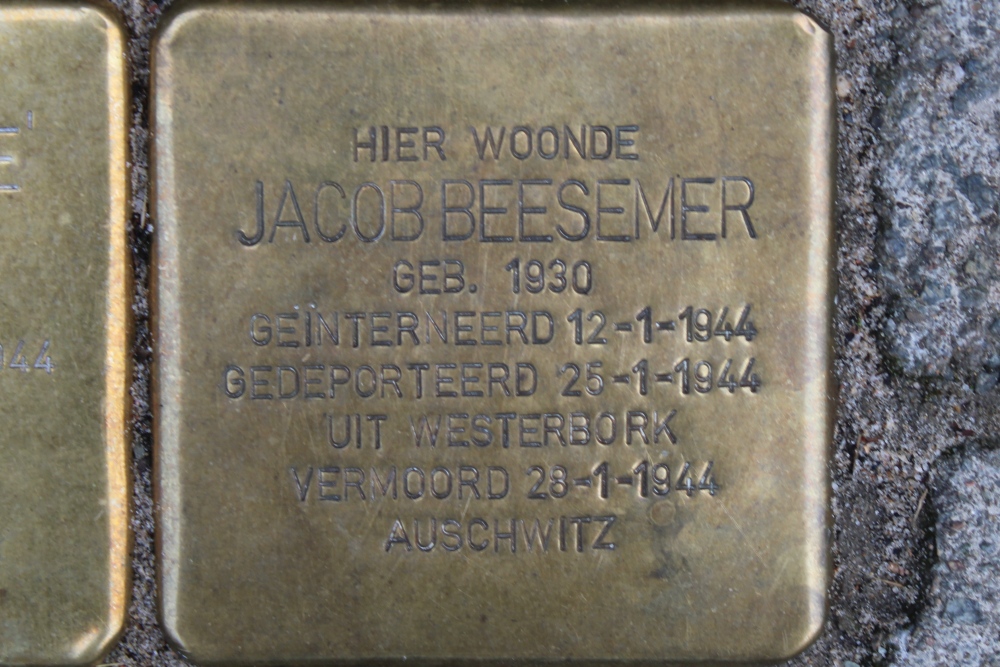 HIER WOONDE
JACOB BEESEMER
GEB. 1930
GEÏNTERNEERD 12-1-1944
GEDEPORTEERD 25-1-1944
UIT WESTERBORK
VERMOORD 28-1-1944
AUSCHWITZ